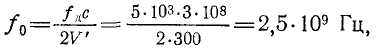 f₀ = f_д c / 2V′ = 5·10³·3·10⁸ / 2·300 = 2,5·10⁹ Гц,